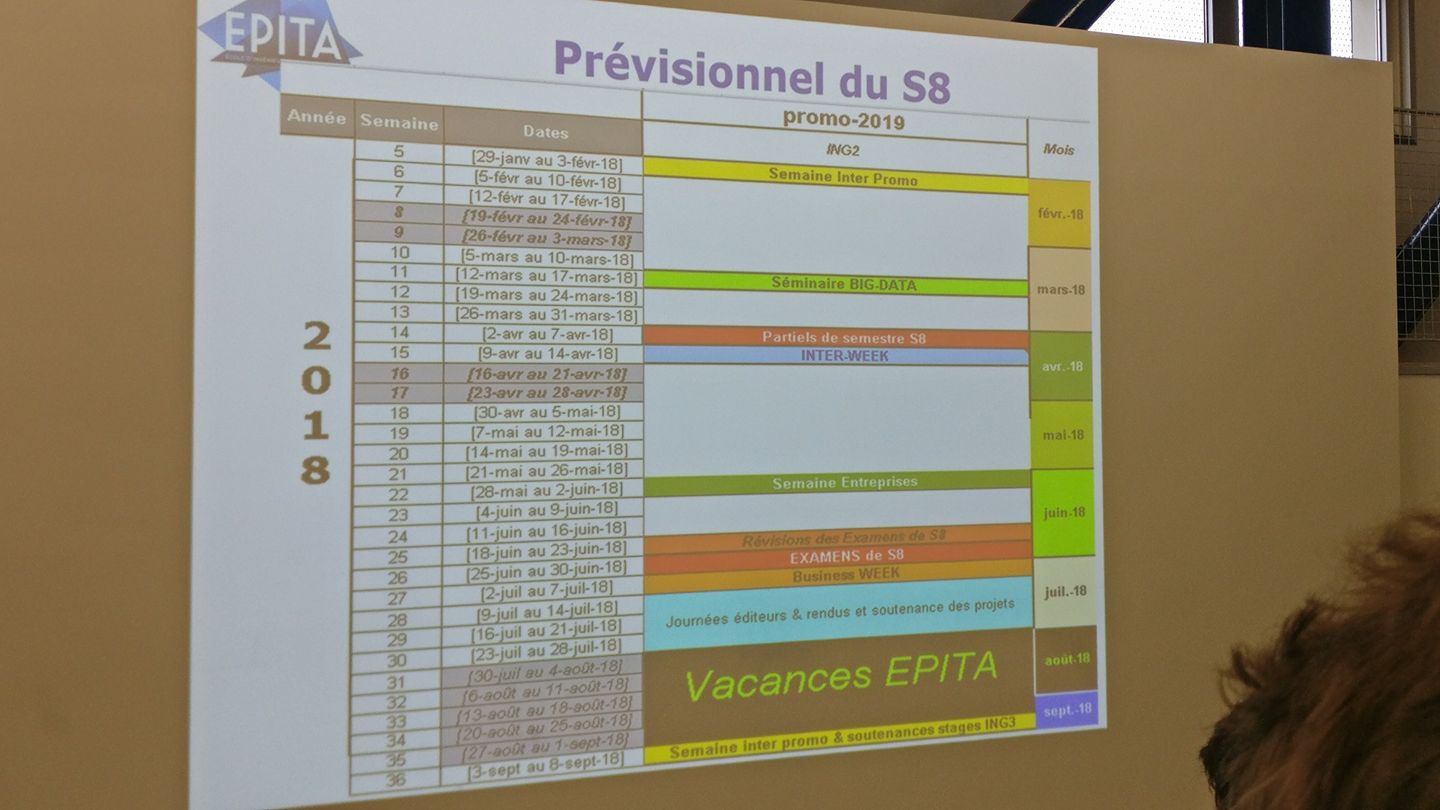 EPITA
Prévisionnel du S8
promo-2019
Année Semaine Dates ING2 Mois
2018
5 [29-janv au 3-févr-18]
6 [5-févr au 10-févr-18] Semaine Inter Promo
7 [12-févr au 17-févr-18]
8 [19-févr au 24-févr-18] févr.-18
9 [26-févr au 3-mars-18]
10 [5-mars au 10-mars-18]
11 [12-mars au 17-mars-18] Séminaire BIG-DATA
12 [19-mars au 24-mars-18] mars-18
13 [26-mars au 31-mars-18]
14 [2-avr au 7-avr-18] Partiels de semestre S8
15 [9-avr au 14-avr-18] INTER-WEEK
16 [16-avr au 21-avr-18] avr.-18
17 [23-avr au 28-avr-18]
18 [30-avr au 5-mai-18]
19 [7-mai au 12-mai-18] mai-18
20 [14-mai au 19-mai-18]
21 [21-mai au 26-mai-18]
22 [28-mai au 2-juin-18] Semaine Entreprises
23 [4-juin au 9-juin-18] juin-18
24 [11-juin au 16-juin-18] Révisions des Examens de S8
25 [18-juin au 23-juin-18] EXAMENS de S8
26 [25-juin au 30-juin-18] Business WEEK
27 [2-juil au 7-juil-18]
28 [9-juil au 14-juil-18] Journées éditeurs & rendus et soutenance des projets juil.-18
29 [16-juil au 21-juil-18]
30 [23-juil au 28-juil-18]
31 [30-juil au 4-août-18] Vacances EPITA août-18
32 [6-août au 11-août-18]
33 [13-août au 18-août-18]
34 [20-août au 25-août-18]
35 [27-août au 1-sept-18] sept.-18
36 [3-sept au 8-sept-18] Semaine inter promo & soutenances stages ING3